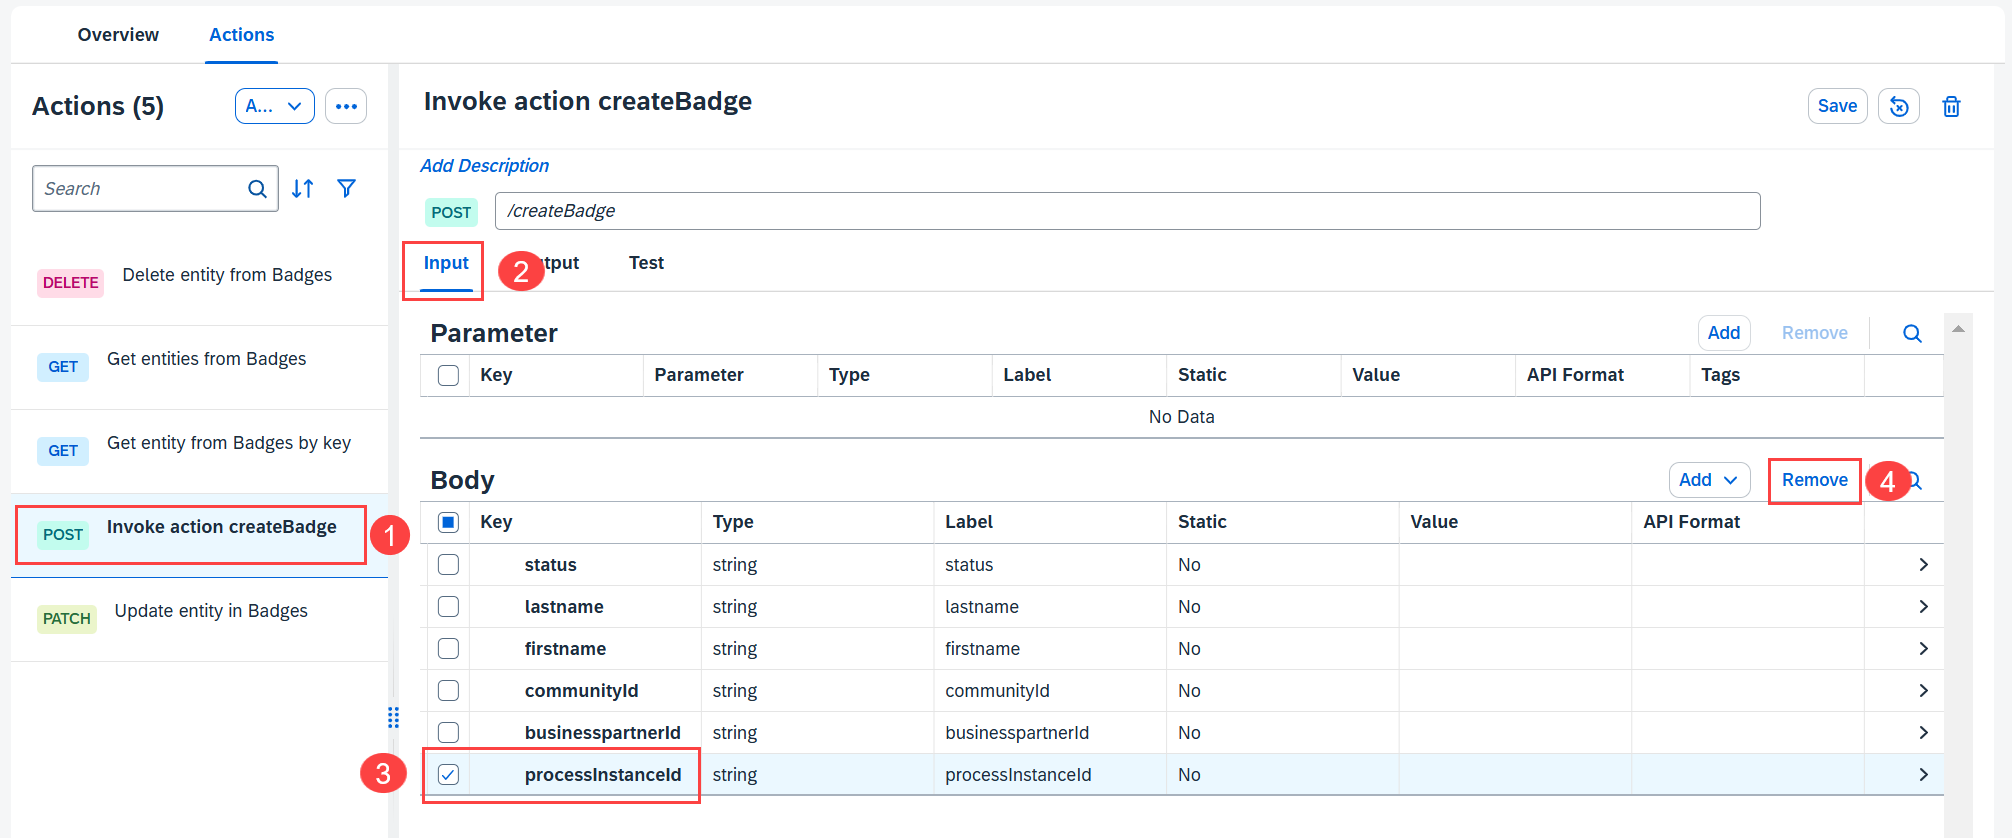 Overview Actions
Actions (5) A...
Search
DELETE Delete entity from Badges
GET Get entities from Badges
GET Get entity from Badges by key
POST Invoke action createBadge 1
PATCH Update entity in Badges
Invoke action createBadge Save
Add Description
POST /createBadge
Input 2 tput Test
Parameter Add Remove
Key Parameter Type Label Static Value API Format Tags
No Data
Body Add Remove 4
Key Type Label Static Value API Format
status string status No
lastname string lastname No
firstname string firstname No
communityId string communityId No
businesspartnerId string businesspartnerId No
3 processInstanceId string processInstanceId No